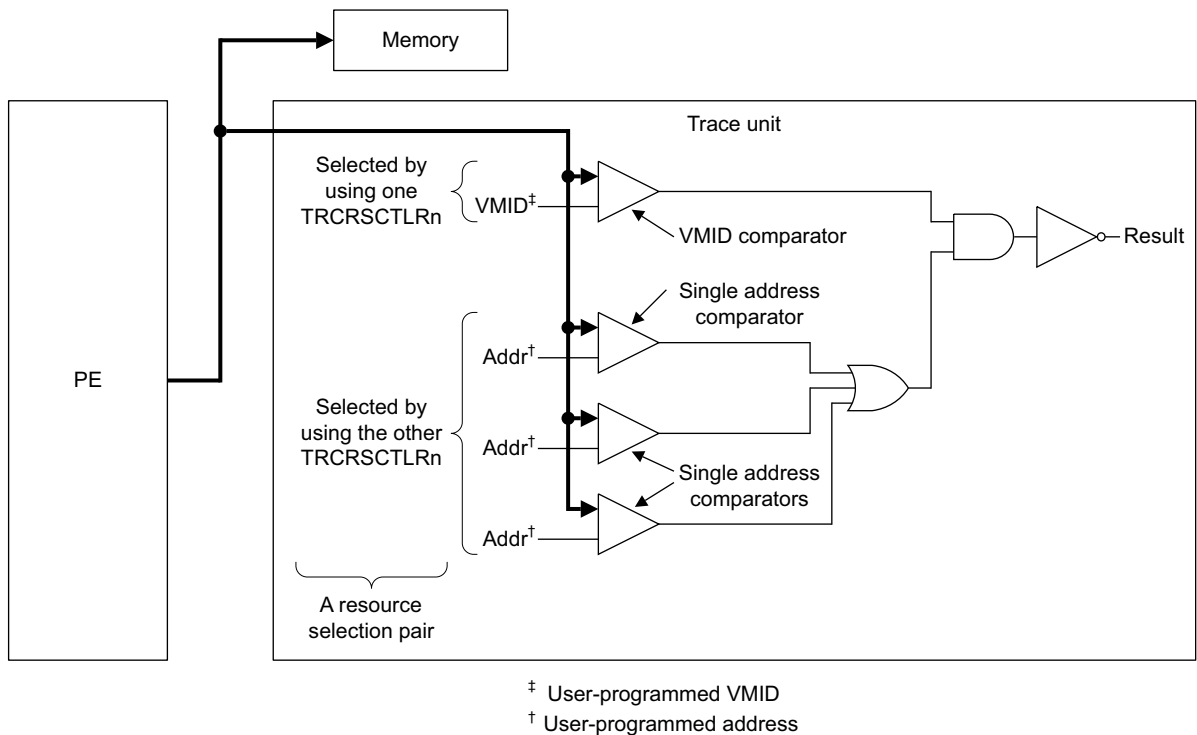 Memory
PE
Trace unit
Selected by
using one
TRCRSCTLRn
VMID‡
VMID comparator
Result
Single address
comparator
Addr†
Selected by
using the other
TRCRSCTLRn
Addr†
Single address
comparators
Addr†
A resource
selection pair
‡ User-programmed VMID
† User-programmed address